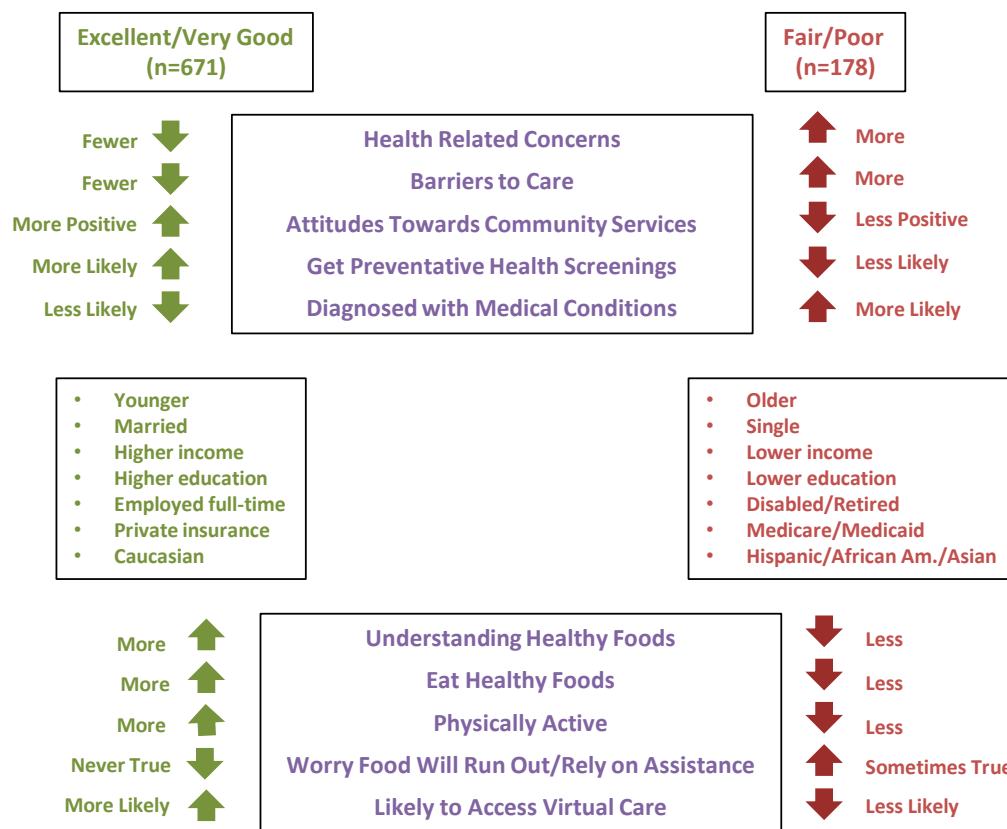 Excellent/Very Good
(n=671)
Fair/Poor
(n=178)
Fewer
Health Related Concerns
More
Fewer
Barriers to Care
More
More Positive
Attitudes Towards Community Services
Less Positive
More Likely
Get Preventative Health Screenings
Less Likely
Less Likely
Diagnosed with Medical Conditions
More Likely
• Younger
• Married
• Higher income
• Higher education
• Employed full-time
• Private insurance
• Caucasian
• Older
• Single
• Lower income
• Lower education
• Disabled/Retired
• Medicare/Medicaid
• Hispanic/African Am./Asian
More
Understanding Healthy Foods
Less
More
Eat Healthy Foods
Less
More
Physically Active
Less
Never True
Worry Food Will Run Out/Rely on Assistance
Sometimes True
More Likely
Likely to Access Virtual Care
Less Likely